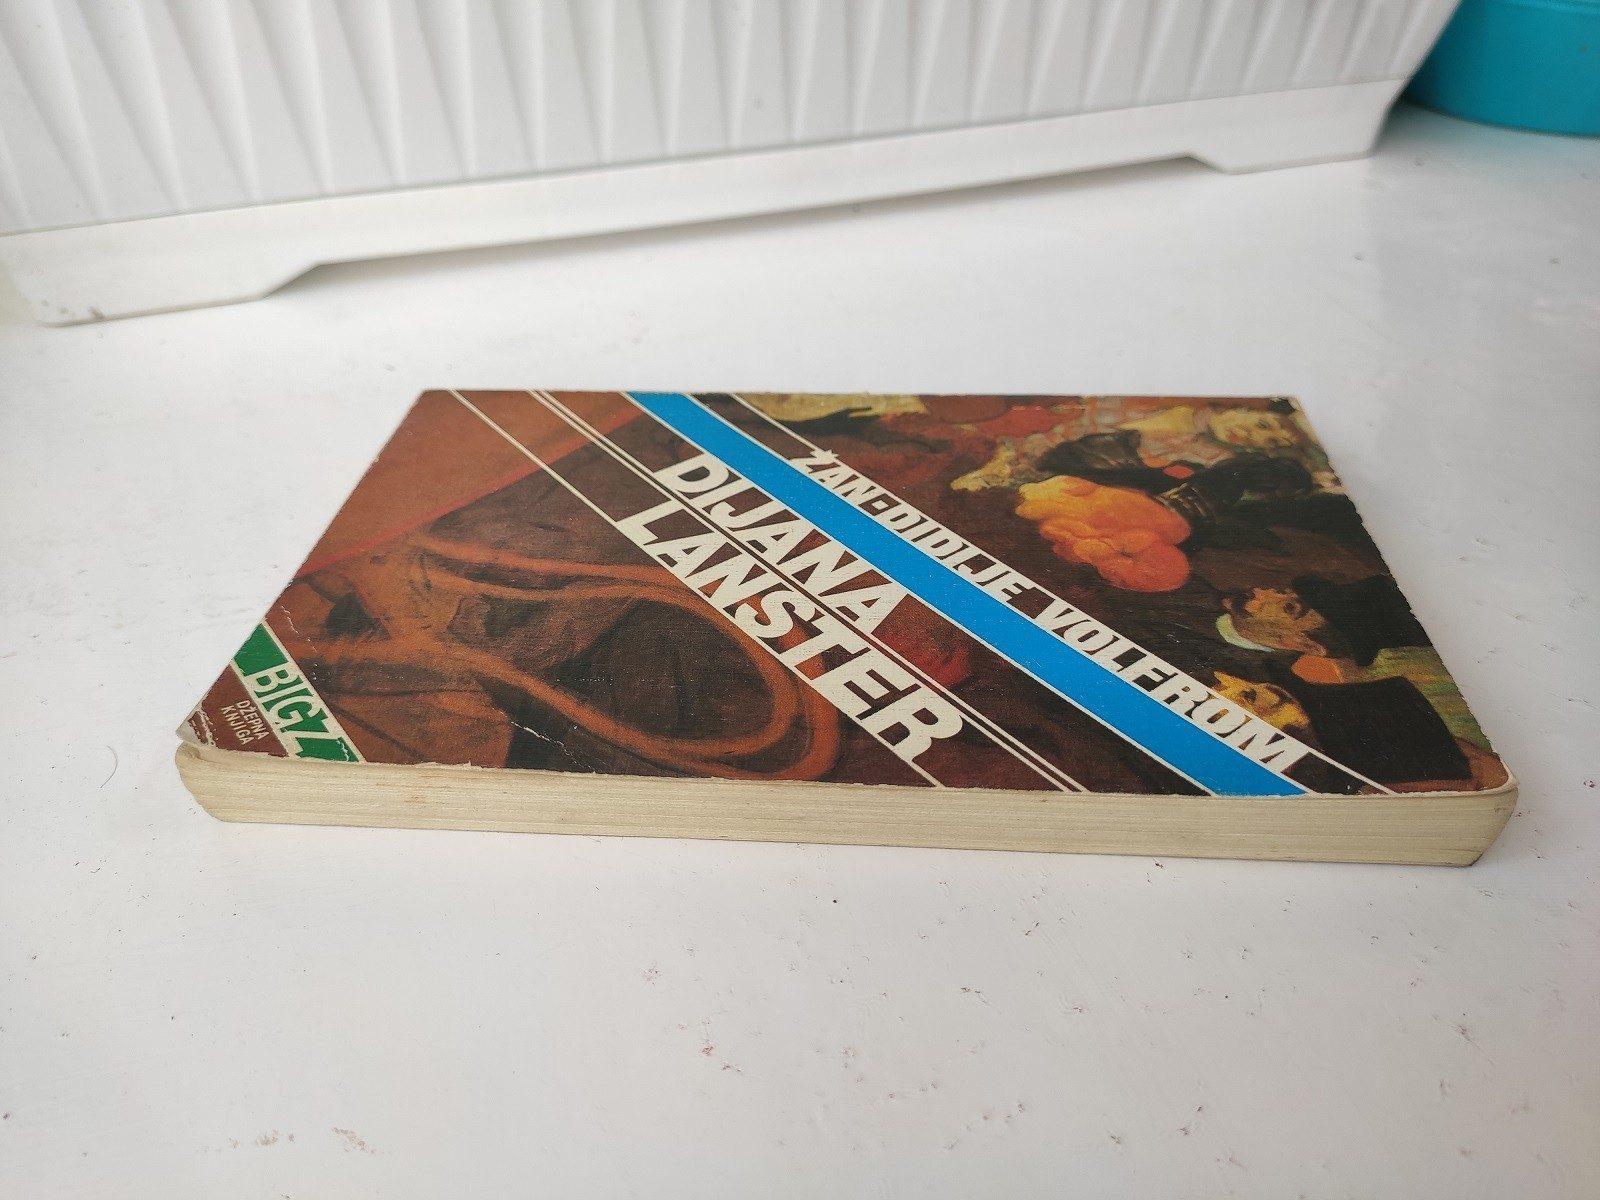 ŽAN-DIDIJE VOLFROM
DIJANA
LANSTER
BIGZ
DŽEPNA
KNJIGA